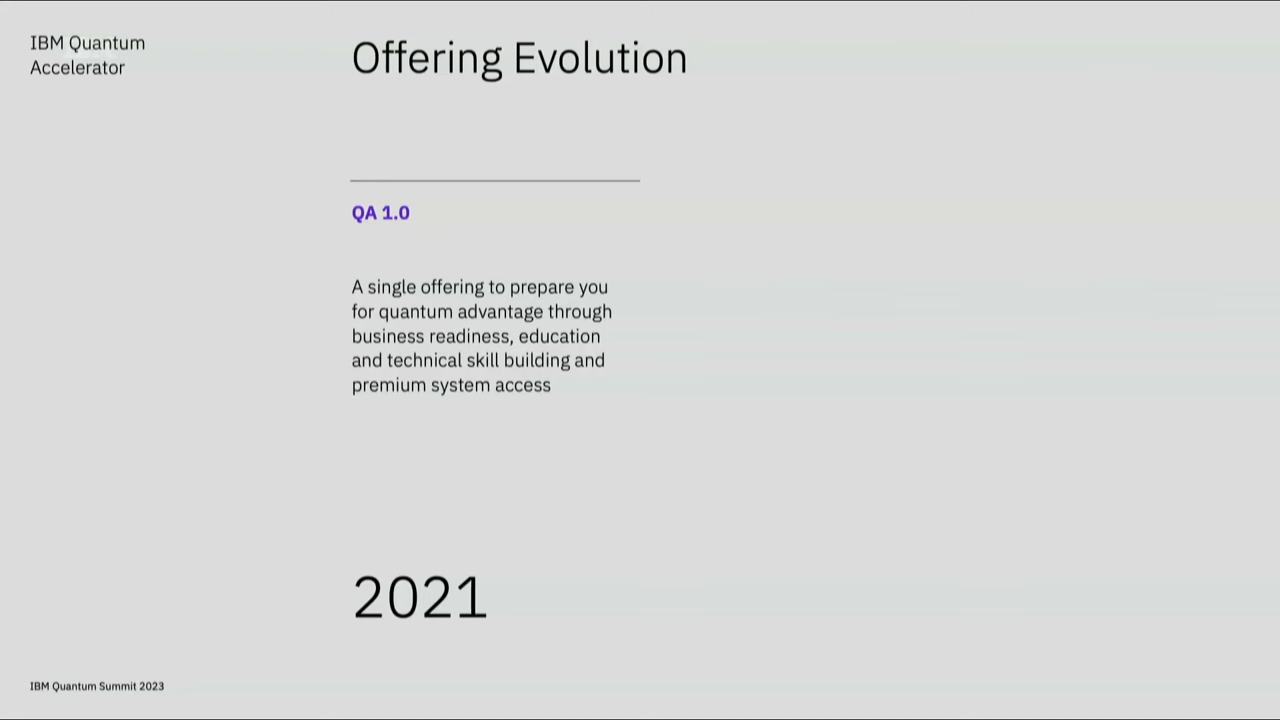 IBM Quantum
Accelerator
Offering Evolution
QA 1.0
A single offering to prepare you
for quantum advantage through
business readiness, education
and technical skill building and
premium system access
2021
IBM Quantum Summit 2023